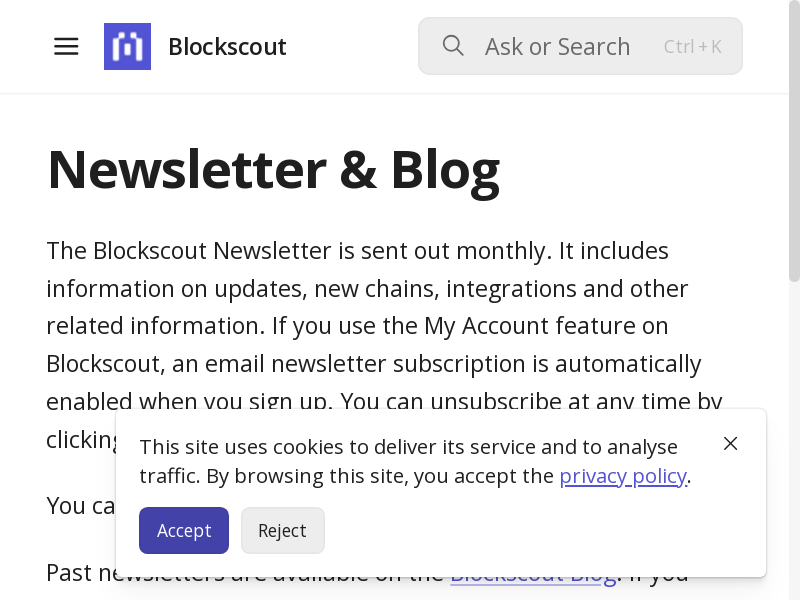 Blockscout
Ask or Search
Ctrl + K
Newsletter & Blog
The Blockscout Newsletter is sent out monthly. It includes
information on updates, new chains, integrations and other
related information. If you use the My Account feature on
Blockscout, an email newsletter subscription is automatically
enabled when you sign up. You can unsubscribe at any time by
clicking
This site uses cookies to deliver its service and to analyse
traffic. By browsing this site, you accept the privacy policy.
You ca
Accept
Reject
Past newsletters are available on the Blockscout Blog. If you